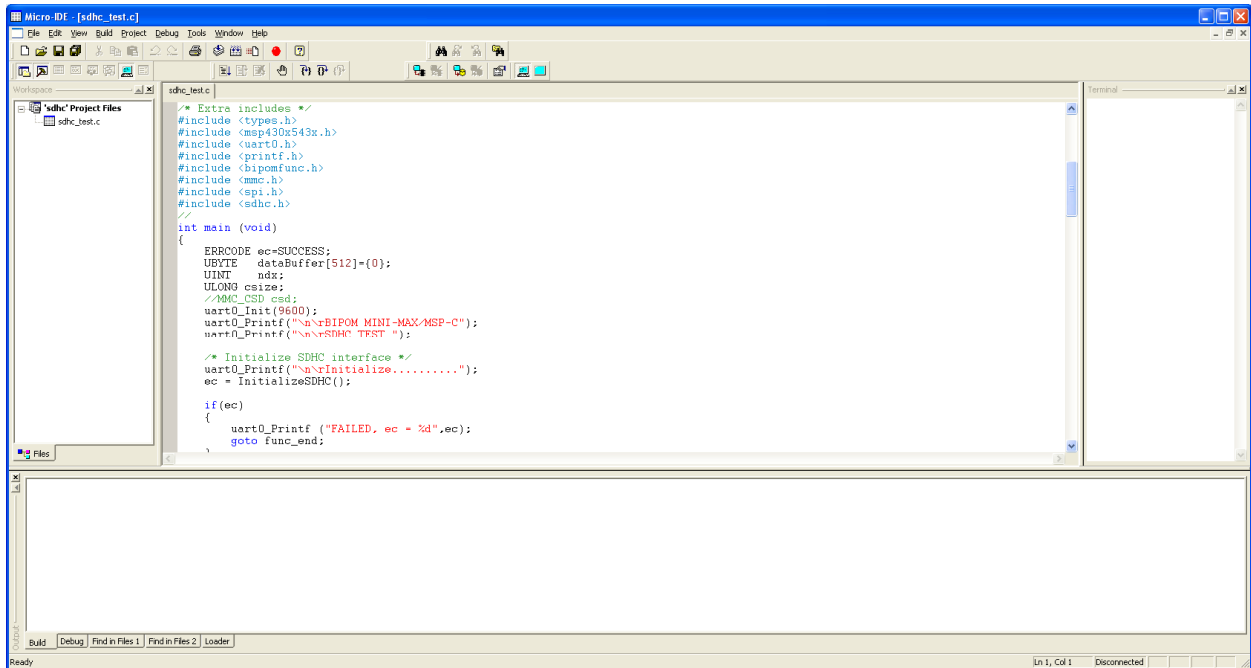 Micro-IDE - [sdhc_test.c]
File Edit View Build Project Debug Tools Window Help
Workspace
sdhc_test.c
Terminal
'sdhc' Project Files
sdhc_test.c
/* Extra includes */
#include <types.h>
#include <msp430x543x.h>
#include <uart0.h>
#include <printf.h>
#include <bipomfunc.h>
#include <mmc.h>
#include <spi.h>
#include <sdhc.h>
//
int main (void)
{
ERRCODE ec=SUCCESS;
UBYTE dataBuffer[512]={0};
UINT ndx;
ULONG csize;
//MMC_CSD csd;
uart0_Init(9600);
uart0_Printf("\n\rBIPOM MINI-MAX/MSP-C");
uart0_Printf("\n\rSDHC TEST ");
/* Initialize SDHC interface */
uart0_Printf("\n\rInitialize..........");
ec = InitializeSDHC();
if(ec)
{
uart0_Printf ("FAILED, ec = %d",ec);
goto func_end;
}
Files
Output
Build Debug Find in Files 1 Find in Files 2 Loader
Ready Ln 1, Col 1 Disconnected